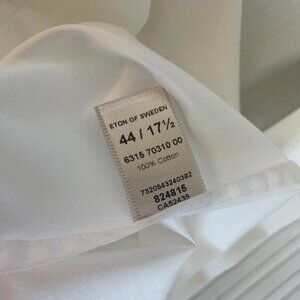 ETON OF SWEDEN
44 / 17½
6315 70310 00
100% Cotton
7320543240392
824815
CA52439